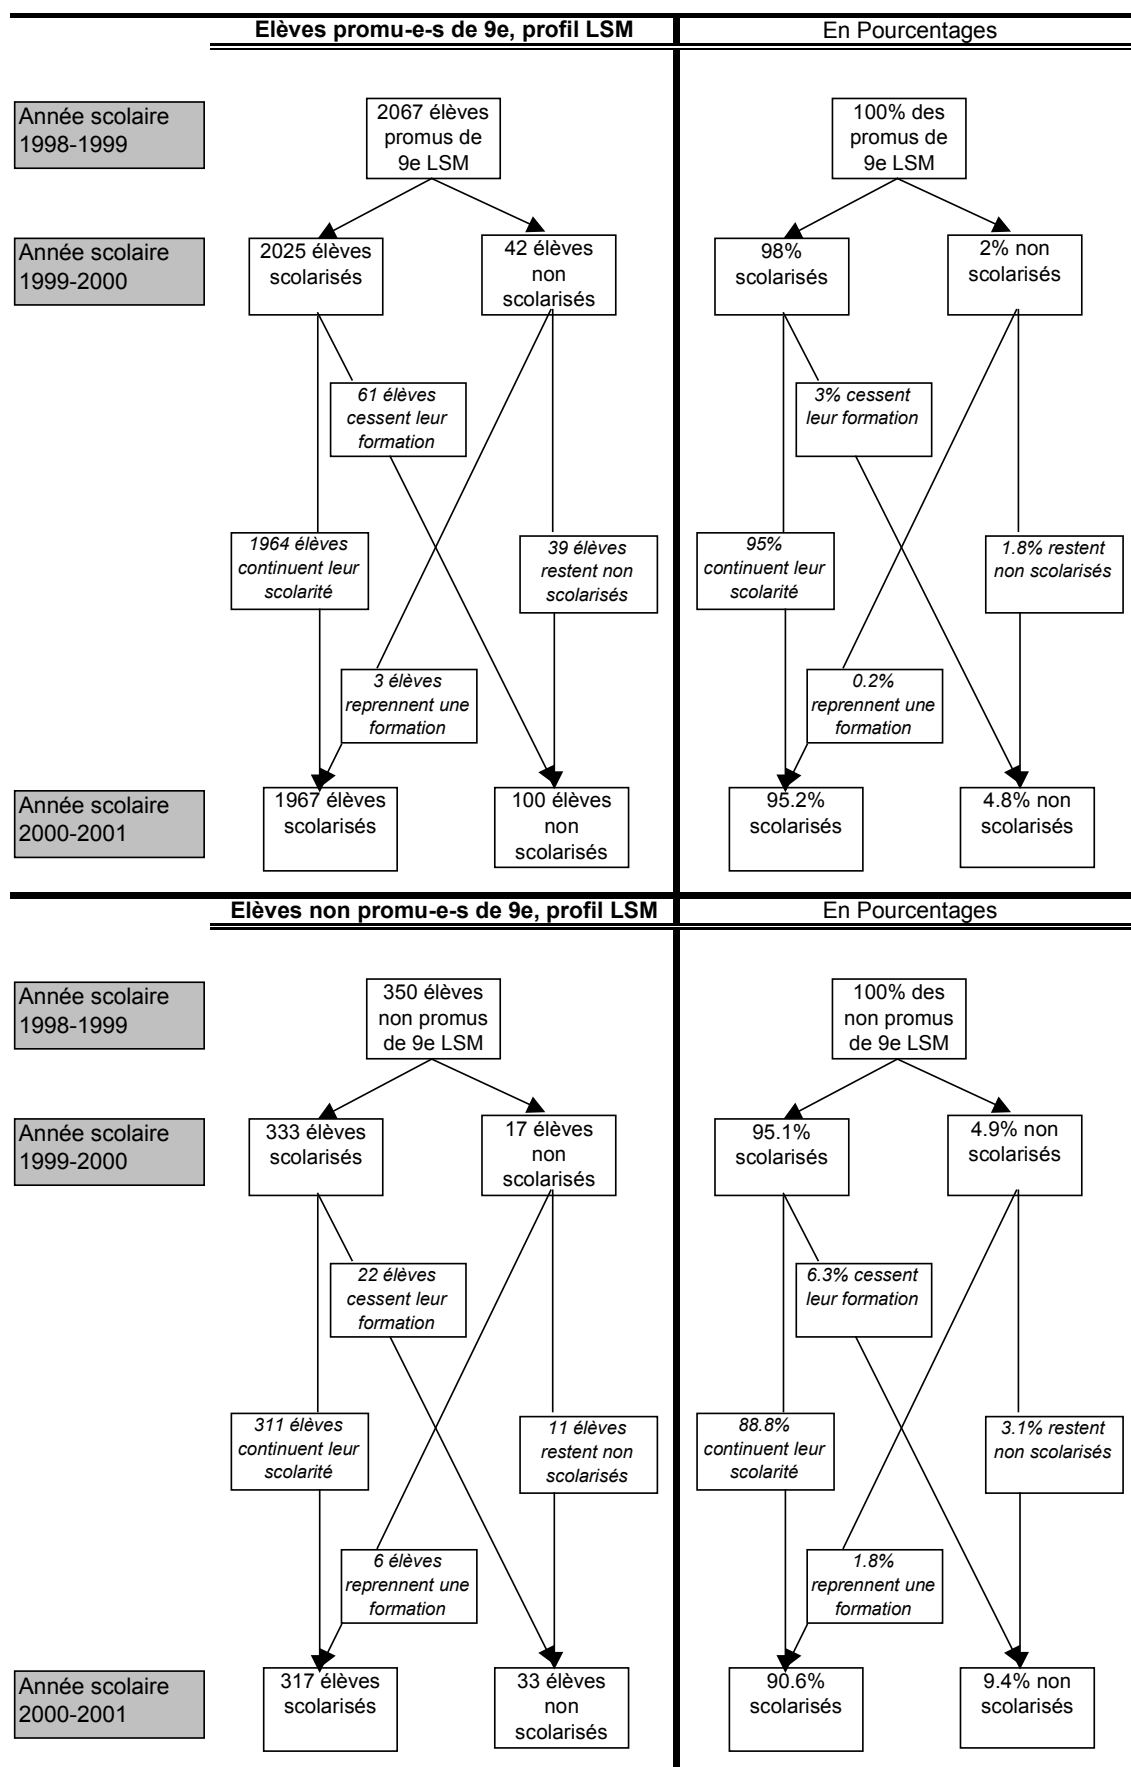 Elèves promu-e-s de 9e, profil LSM
En Pourcentages
Année scolaire
1998-1999
2067 élèves
promus de
9e LSM
100% des
promus de
9e LSM
Année scolaire
1999-2000
2025 élèves
scolarisés
42 élèves
non
scolarisés
98%
scolarisés
2% non
scolarisés
61 élèves
cessent leur
formation
3% cessent
leur formation
1964 élèves
continuent leur
scolarité
39 élèves
restent non
scolarisés
95%
continuent leur
scolarité
1.8% restent
non scolarisés
3 élèves
reprennent une
formation
0.2%
reprennent une
formation
Année scolaire
2000-2001
1967 élèves
scolarisés
100 élèves
non
scolarisés
95.2%
scolarisés
4.8% non
scolarisés
Elèves non promu-e-s de 9e, profil LSM
En Pourcentages
Année scolaire
1998-1999
350 élèves
non promus
de 9e LSM
100% des
non promus
de 9e LSM
Année scolaire
1999-2000
333 élèves
scolarisés
17 élèves
non
scolarisés
95.1%
scolarisés
4.9% non
scolarisés
22 élèves
cessent leur
formation
6.3% cessent
leur formation
311 élèves
continuent leur
scolarité
11 élèves
restent non
scolarisés
88.8%
continuent leur
scolarité
3.1% restent
non scolarisés
6 élèves
reprennent une
formation
1.8%
reprennent une
formation
Année scolaire
2000-2001
317 élèves
scolarisés
33 élèves
non
scolarisés
90.6%
scolarisés
9.4% non
scolarisés